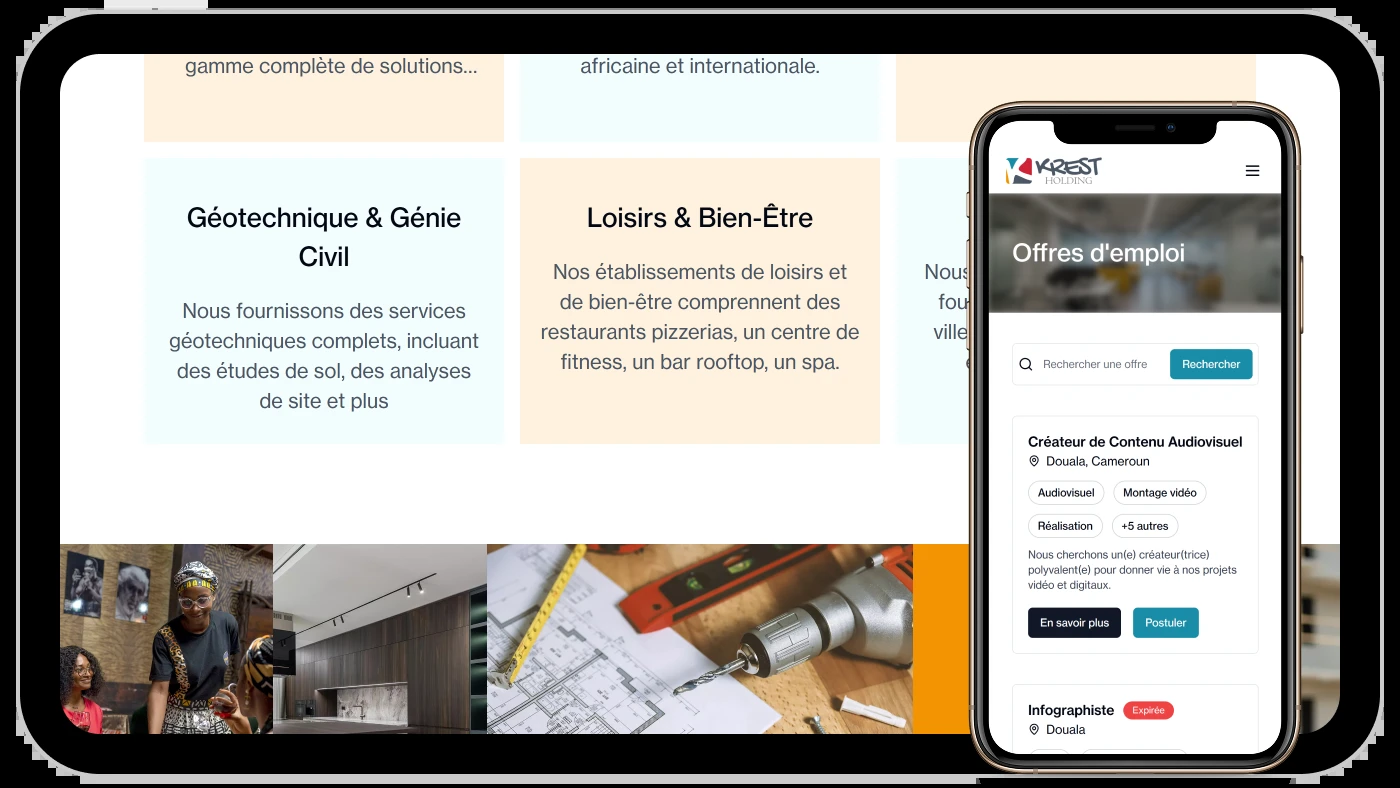 gamme complète de solutions...
africaine et internationale.
Géotechnique & Génie
Civil
Nous fournissons des services
géotechniques complets, incluant
des études de sol, des analyses
de site et plus
Loisirs & Bien-Être
Nos établissements de loisirs et
de bien-être comprennent des
restaurants pizzerias, un centre de
fitness, un bar rooftop, un spa.
Nous
fou
ville
KREST
HOLDING
Offres d'emploi
Rechercher une offre
Rechercher
Créateur de Contenu Audiovisuel
Douala, Cameroun
Audiovisuel
Montage vidéo
Réalisation
+5 autres
Nous cherchons un(e) créateur(trice)
polyvalent(e) pour donner vie à nos projets
vidéo et digitaux.
En savoir plus
Postuler
Infographiste
Expirée
Douala